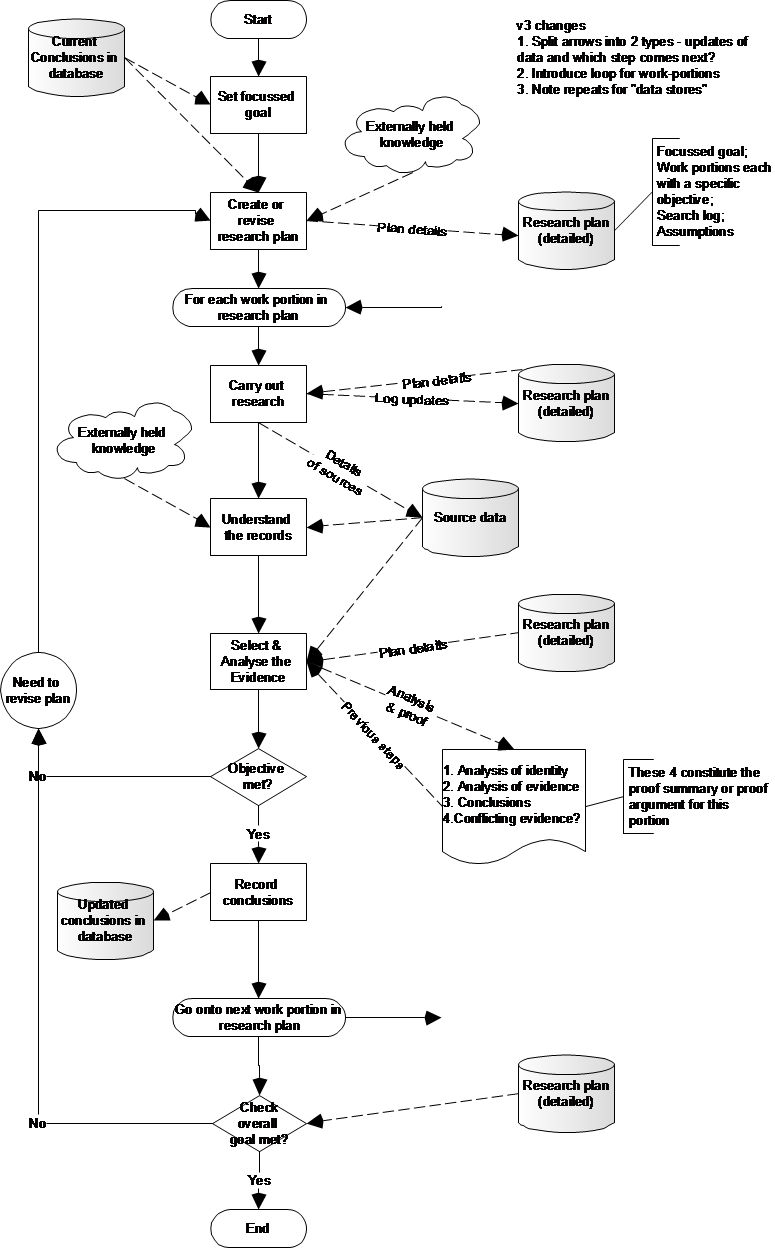 Start
v3 changes
1. Split arrows into 2 types - updates of
data and which step comes next?
2. Introduce loop for work-portions
3. Note repeats for "data stores"
Current
Conclusions in
database
Set focussed
goal
Externally held
knowledge
Focussed goal;
Work portions each
with a specific
objective;
Search log;
Assumptions
Create or
revise
research plan
Plan details
Research plan
(detailed)
For each work portion in
research plan
Carry out
research
Plan details
Log updates
Research plan
(detailed)
Externally held
knowledge
Details
of sources
Understand
the records
Source data
Select &
Analyse the
Evidence
Plan details
Research plan
(detailed)
Need to
revise plan
Analysis
& proof
Previous steps
No
Objective
met?
1. Analysis of identity
2. Analysis of evidence
3. Conclusions
4.Conflicting evidence?
These 4 constitute the
proof summary or proof
argument for this
portion
Yes
Record
conclusions
Updated
conclusions in
database
Go onto next work portion in
research plan
Research plan
(detailed)
No
Check
overall
goal met?
Yes
End